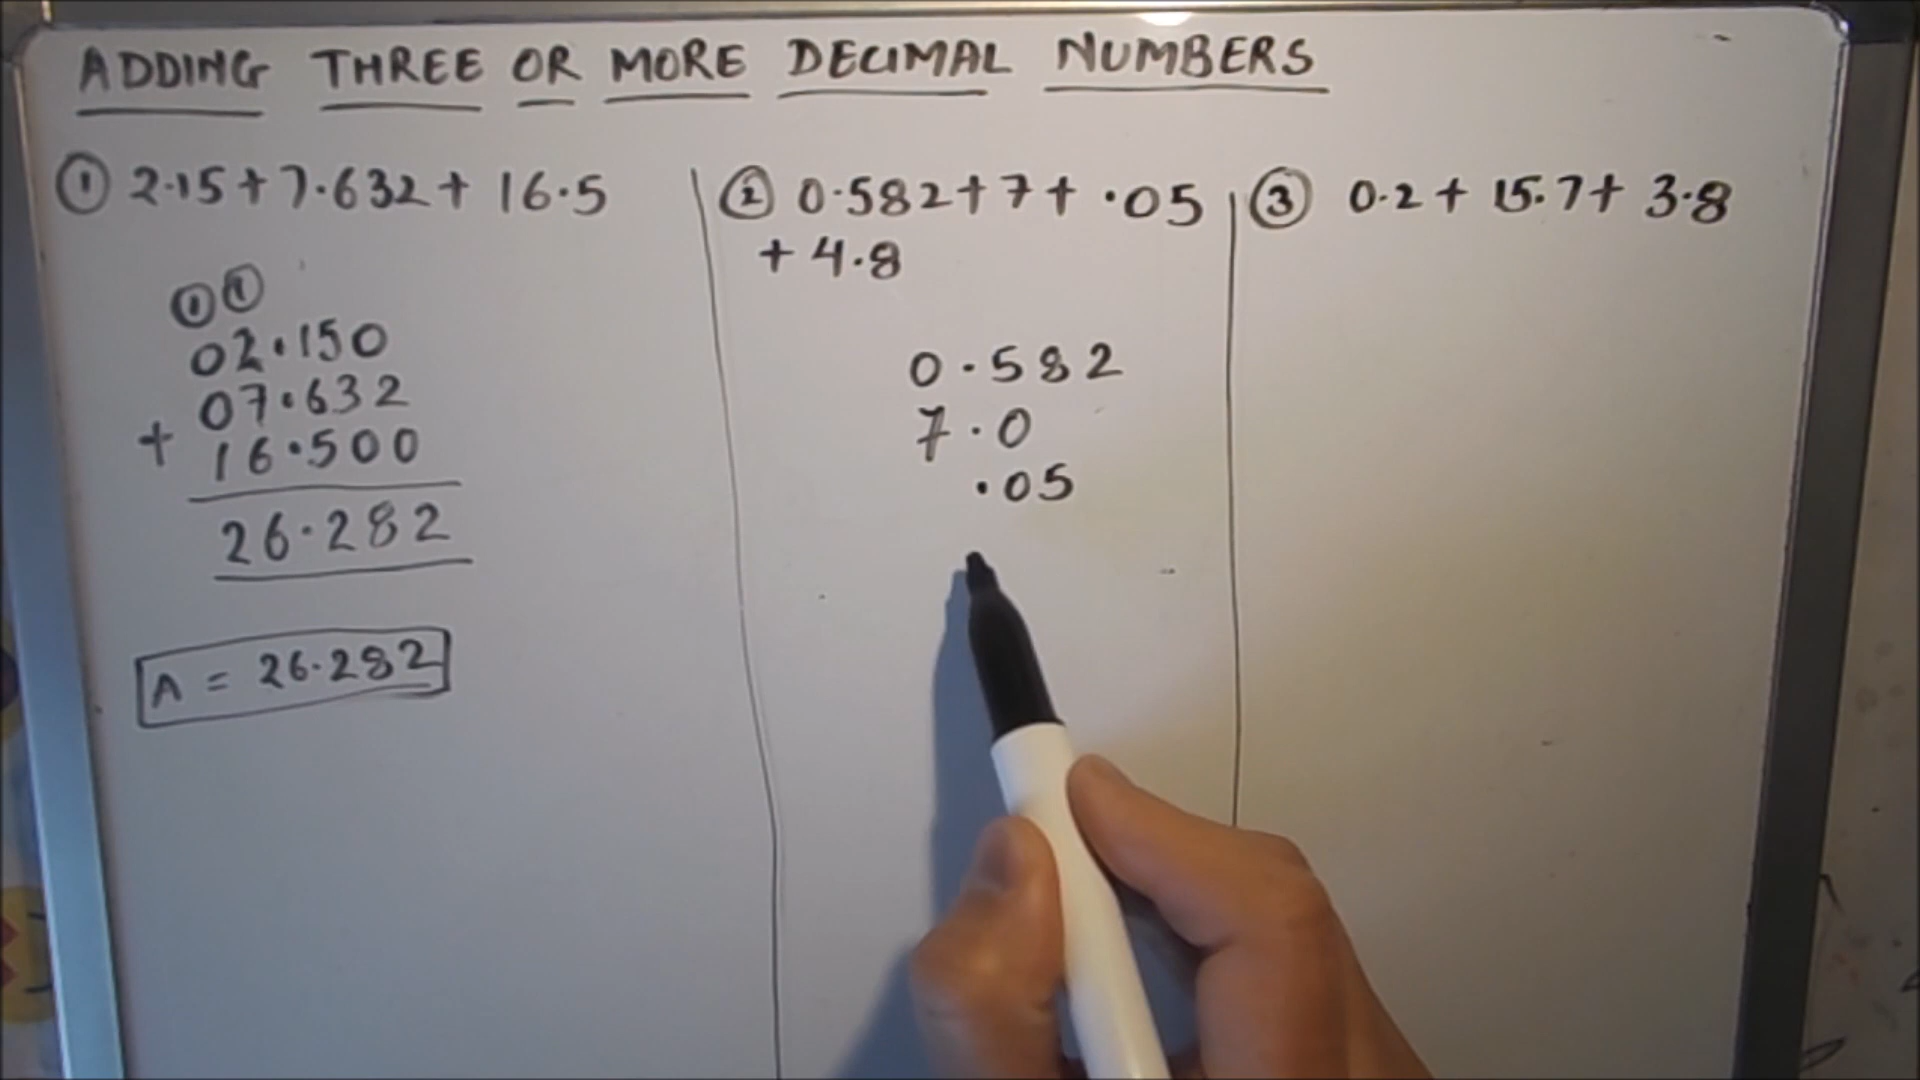 ADDING THREE OR MORE DECIMAL NUMBERS
① 2.15+7.632+ 16.5
① ①
02.150
07.632
+ 16.500
26.282
A = 26.282
② 0.582+7+ .05
+ 4.8
0.582
7.0
.05
③ 0.2+ 15.7+ 3.8